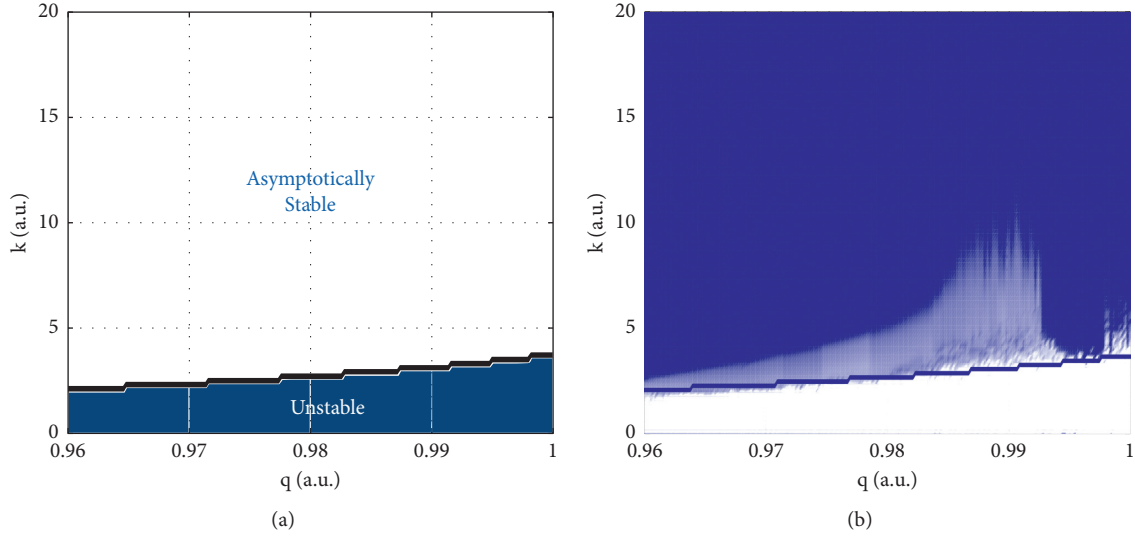 20
15
10
5
0
k (a.u.)
Asymptotically
Stable
Unstable
0.96
0.97
0.98
0.99
1
q (a.u.)
(a)
20
15
10
5
0
k (a.u.)
0.96
0.97
0.98
0.99
1
q (a.u.)
(b)